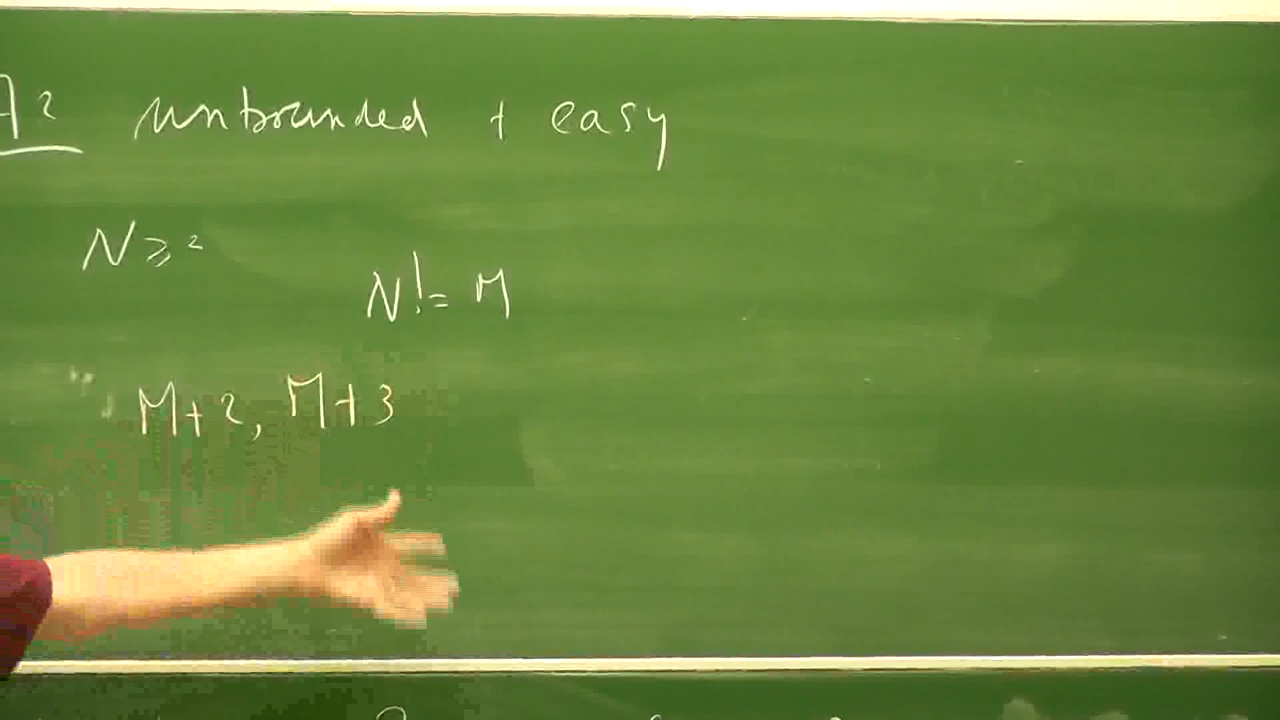 A2 unbounded + easy
N ⩾ 2
N! = M
M+2, M+3